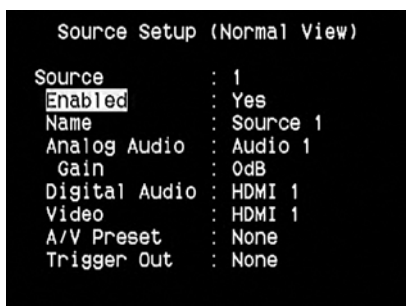 Source Setup (Normal View)
Source : 1
Enabled : Yes
Name : Source 1
Analog Audio : Audio 1
Gain : 0dB
Digital Audio : HDMI 1
Video : HDMI 1
A/V Preset : None
Trigger Out : None